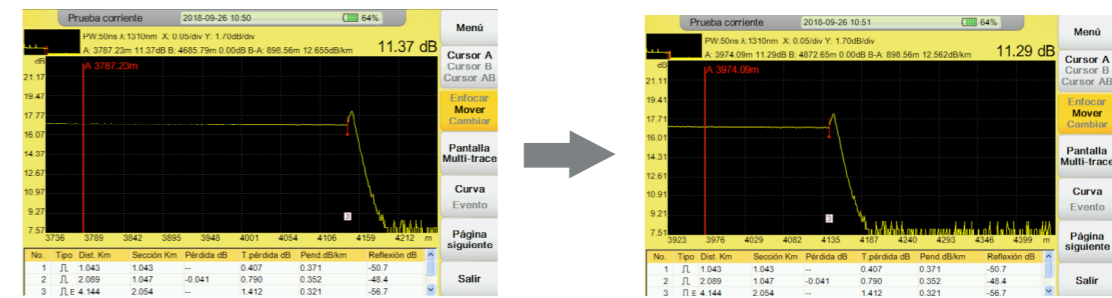 Prueba corriente 2018-09-26 10:50 64%
PW:50ns λ:1310nm X: 0.05/div Y: 1.70dB/div
A: 3787.23m 11.37dB B: 4685.79m 0.00dB B-A: 898.56m 12.655dB/km
11.37 dB
dB
A 3787.23m
21.17
19.47
17.77
16.07
14.37
12.67
10.97
9.27
7.57
3
3736 3789 3842 3895 3948 4001 4054 4106 4159 4212 m
No. Tipo Dist. Km Sección Km Pérdida dB T.pérdida dB Pend.dB/km Reflexión dB
1 1.043 1.043 -- 0.407 0.371 -50.7
2 2.089 1.047 -0.041 0.790 0.352 -48.4
3 E 4.144 2.054 -- 1.412 0.321 -56.7
Menú
Cursor A
Cursor B
Cursor AB
Enfocar
Mover
Cambiar
Pantalla
Multi-trace
Curva
Evento
Página
siguiente
Salir
Prueba corriente 2018-09-26 10:51 64%
PW:50ns λ:1310nm X: 0.05/div Y: 1.70dB/div
A: 3974.09m 11.29dB B: 4872.65m 0.00dB B-A: 898.56m 12.562dB/km
11.29 dB
dB
A 3974.09m
21.11
19.41
17.71
16.01
14.31
12.61
10.91
9.21
7.51
3
3923 3976 4029 4082 4135 4187 4240 4293 4346 4399 m
No. Tipo Dist. Km Sección Km Pérdida dB T.pérdida dB Pend.dB/km Reflexión dB
1 1.043 1.043 -- 0.407 0.371 -50.7
2 2.089 1.047 -0.041 0.790 0.352 -48.4
3 E 4.144 2.054 -- 1.412 0.321 -56.7
Menú
Cursor A
Cursor B
Cursor AB
Enfocar
Mover
Cambiar
Pantalla
Multi-trace
Curva
Evento
Página
siguiente
Salir